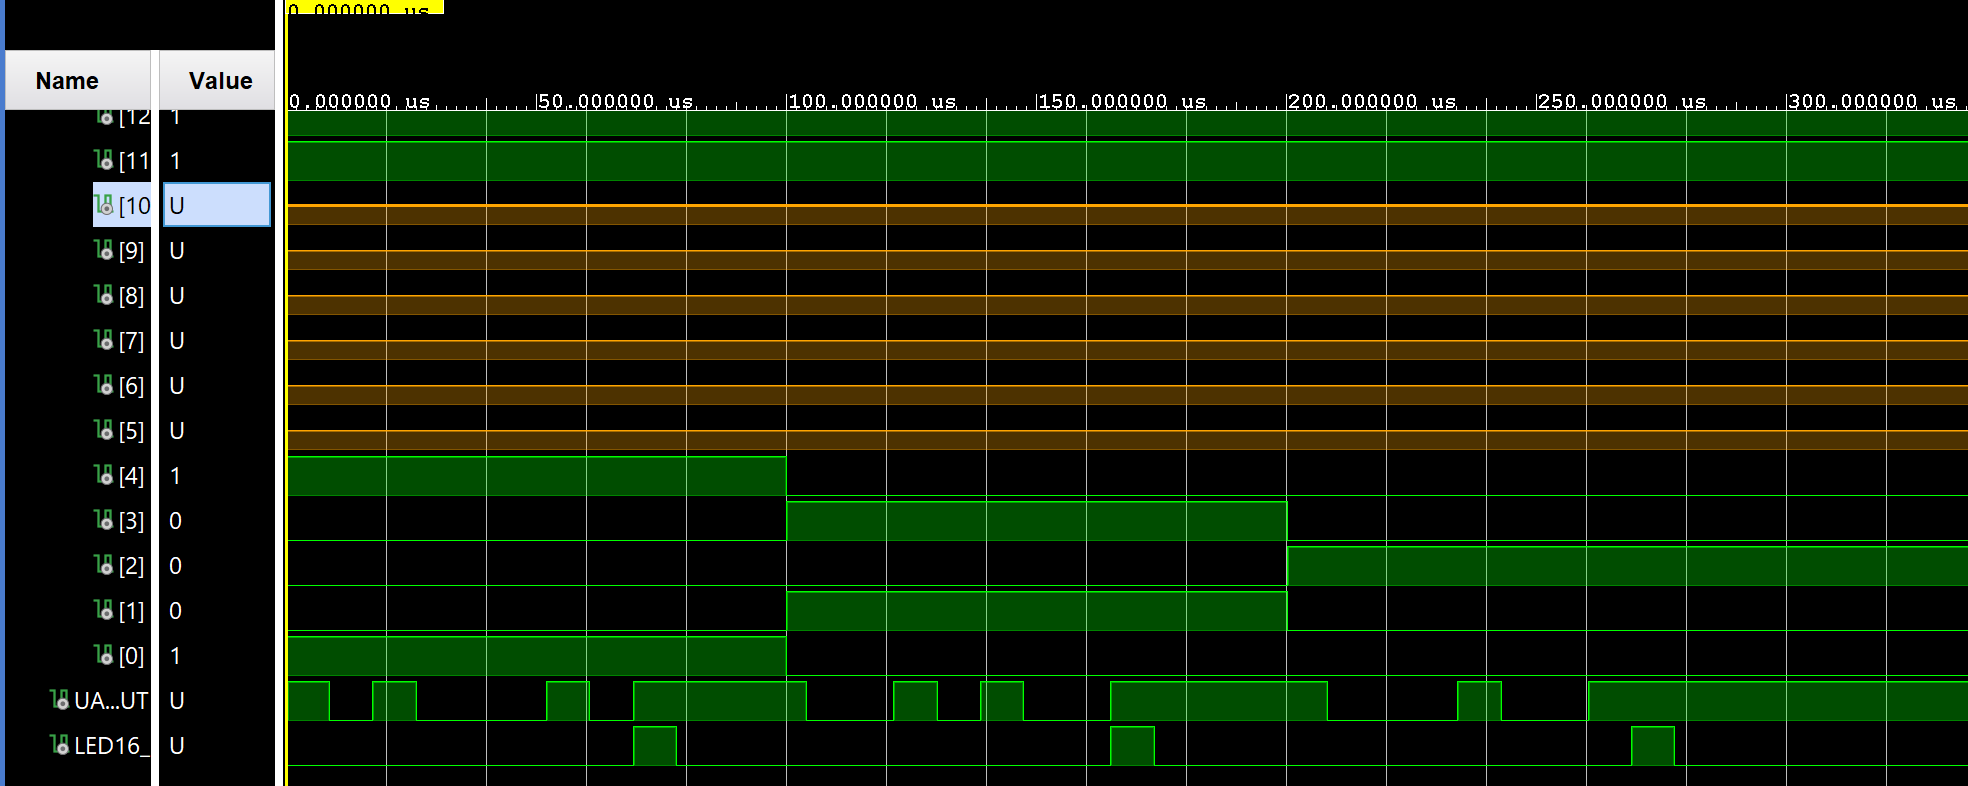 0.000000 us
Name Value
0.000000 us 50.000000 us 100.000000 us 150.000000 us 200.000000 us 250.000000 us 300.000000 us
[12 1
[11 1
[10 U
[9] U
[8] U
[7] U
[6] U
[5] U
[4] 1
[3] 0
[2] 0
[1] 0
[0] 1
UA...UT U
LED16_ U